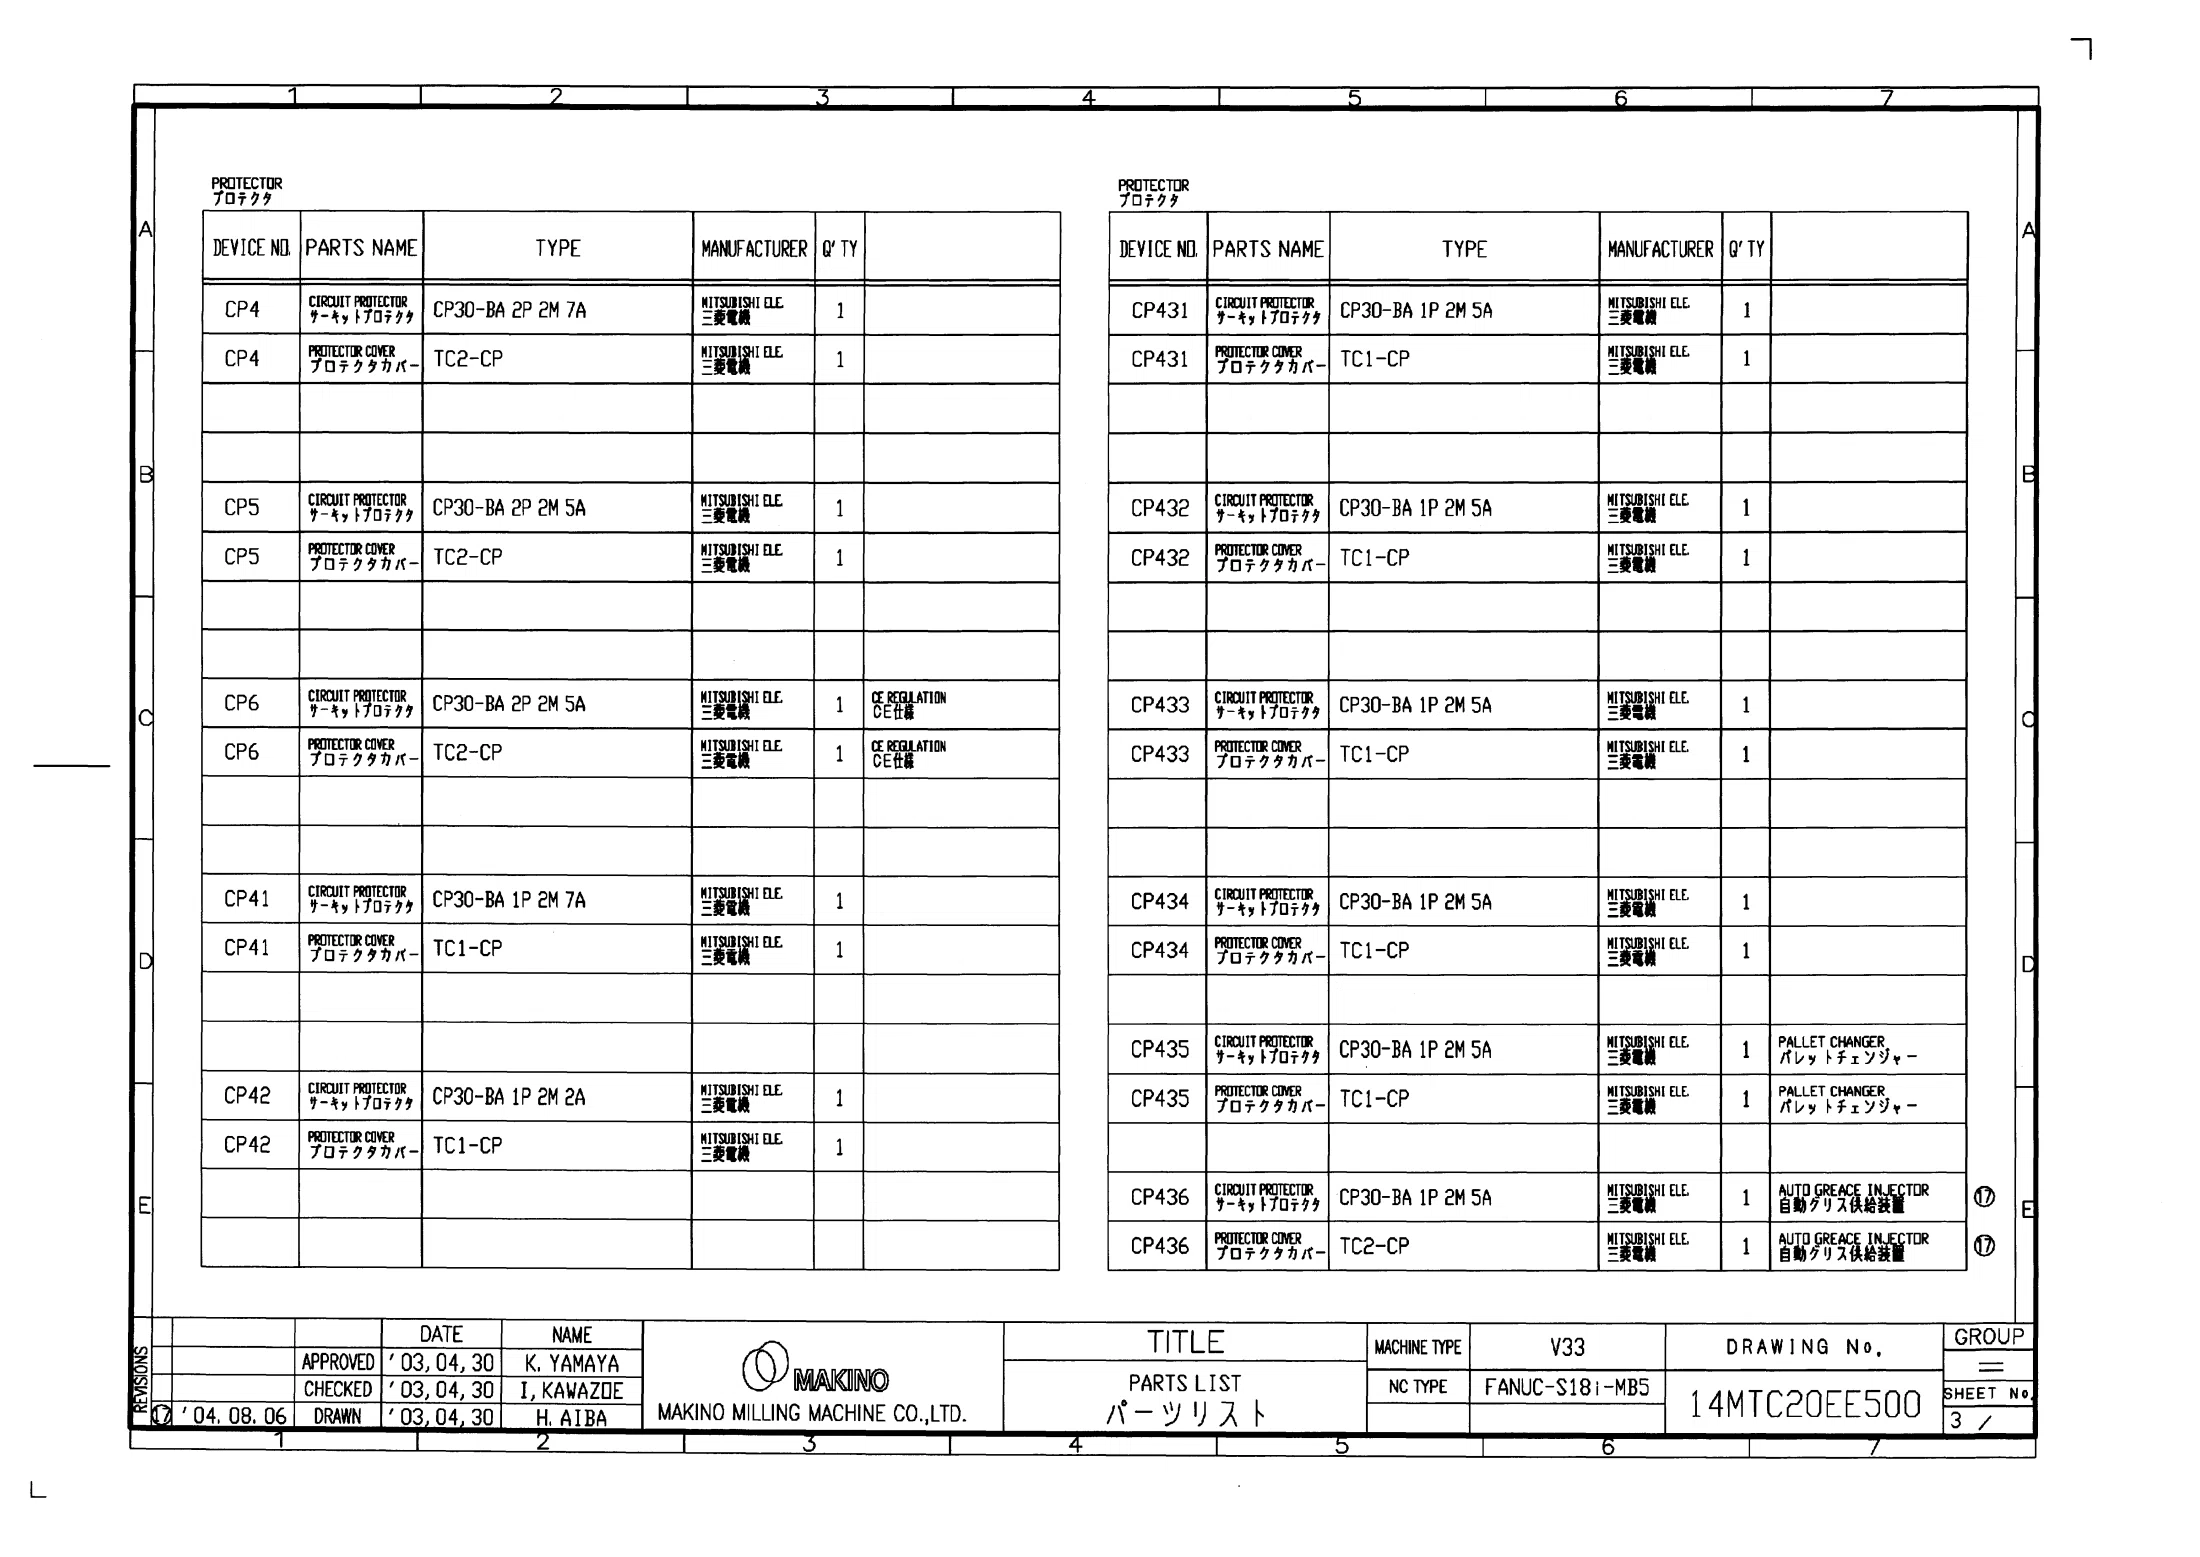 1 2 3 4 5 6 7
A A
B B
C C
D D
E E
PROTECTOR
プロテクタ
DEVICE NO. PARTS NAME TYPE MANUFACTURER Q'TY
CP4 CIRCUIT PROTECTOR CP30-BA 2P 2M 7A MITSUBISHI ELE. 1
サーキットプロテクタ 三菱電機
CP4 PROTECTOR COVER TC2-CP MITSUBISHI ELE. 1
プロテクタカバー 三菱電機
CP5 CIRCUIT PROTECTOR CP30-BA 2P 2M 5A MITSUBISHI ELE. 1
サーキットプロテクタ 三菱電機
CP5 PROTECTOR COVER TC2-CP MITSUBISHI ELE. 1
プロテクタカバー 三菱電機
CP6 CIRCUIT PROTECTOR CP30-BA 2P 2M 5A MITSUBISHI ELE. 1 CE REGULATION
サーキットプロテクタ 三菱電機 CE仕様
CP6 PROTECTOR COVER TC2-CP MITSUBISHI ELE. 1 CE REGULATION
プロテクタカバー 三菱電機 CE仕様
CP41 CIRCUIT PROTECTOR CP30-BA 1P 2M 7A MITSUBISHI ELE. 1
サーキットプロテクタ 三菱電機
CP41 PROTECTOR COVER TC1-CP MITSUBISHI ELE. 1
プロテクタカバー 三菱電機
CP42 CIRCUIT PROTECTOR CP30-BA 1P 2M 2A MITSUBISHI ELE. 1
サーキットプロテクタ 三菱電機
CP42 PROTECTOR COVER TC1-CP MITSUBISHI ELE. 1
プロテクタカバー 三菱電機
PROTECTOR
プロテクタ
DEVICE NO. PARTS NAME TYPE MANUFACTURER Q'TY
CP431 CIRCUIT PROTECTOR CP30-BA 1P 2M 5A MITSUBISHI ELE. 1
サーキットプロテクタ 三菱電機
CP431 PROTECTOR COVER TC1-CP MITSUBISHI ELE. 1
プロテクタカバー 三菱電機
CP432 CIRCUIT PROTECTOR CP30-BA 1P 2M 5A MITSUBISHI ELE. 1
サーキットプロテクタ 三菱電機
CP432 PROTECTOR COVER TC1-CP MITSUBISHI ELE. 1
プロテクタカバー 三菱電機
CP433 CIRCUIT PROTECTOR CP30-BA 1P 2M 5A MITSUBISHI ELE. 1
サーキットプロテクタ 三菱電機
CP433 PROTECTOR COVER TC1-CP MITSUBISHI ELE. 1
プロテクタカバー 三菱電機
CP434 CIRCUIT PROTECTOR CP30-BA 1P 2M 5A MITSUBISHI ELE. 1
サーキットプロテクタ 三菱電機
CP434 PROTECTOR COVER TC1-CP MITSUBISHI ELE. 1
プロテクタカバー 三菱電機
CP435 CIRCUIT PROTECTOR CP30-BA 1P 2M 5A MITSUBISHI ELE. 1 PALLET CHANGER
サーキットプロテクタ 三菱電機 パレットチェンジャー
CP435 PROTECTOR COVER TC1-CP MITSUBISHI ELE. 1 PALLET CHANGER
プロテクタカバー 三菱電機 パレットチェンジャー
CP436 CIRCUIT PROTECTOR CP30-BA 1P 2M 5A MITSUBISHI ELE. 1 AUTO GREACE INJECTOR ⑰
サーキットプロテクタ 三菱電機 自動グリス供給装置
CP436 PROTECTOR COVER TC2-CP MITSUBISHI ELE. 1 AUTO GREACE INJECTOR ⑰
プロテクタカバー 三菱電機 自動グリス供給装置
REVISIONS
⑰ '04. 08. 06
DATE NAME
APPROVED '03, 04, 30 K. YAMAYA
CHECKED '03, 04, 30 I, KAWAZOE
DRAWN '03, 04, 30 H. AIBA
MAKINO
MAKINO MILLING MACHINE CO.,LTD.
TITLE
PARTS LIST
パーツリスト
MACHINE TYPE V33
NC TYPE FANUC-S18i-MB5
DRAWING No.
14MTC20EE500
GROUP
=
SHEET No.
3 /
1 2 3 4 5 6 7